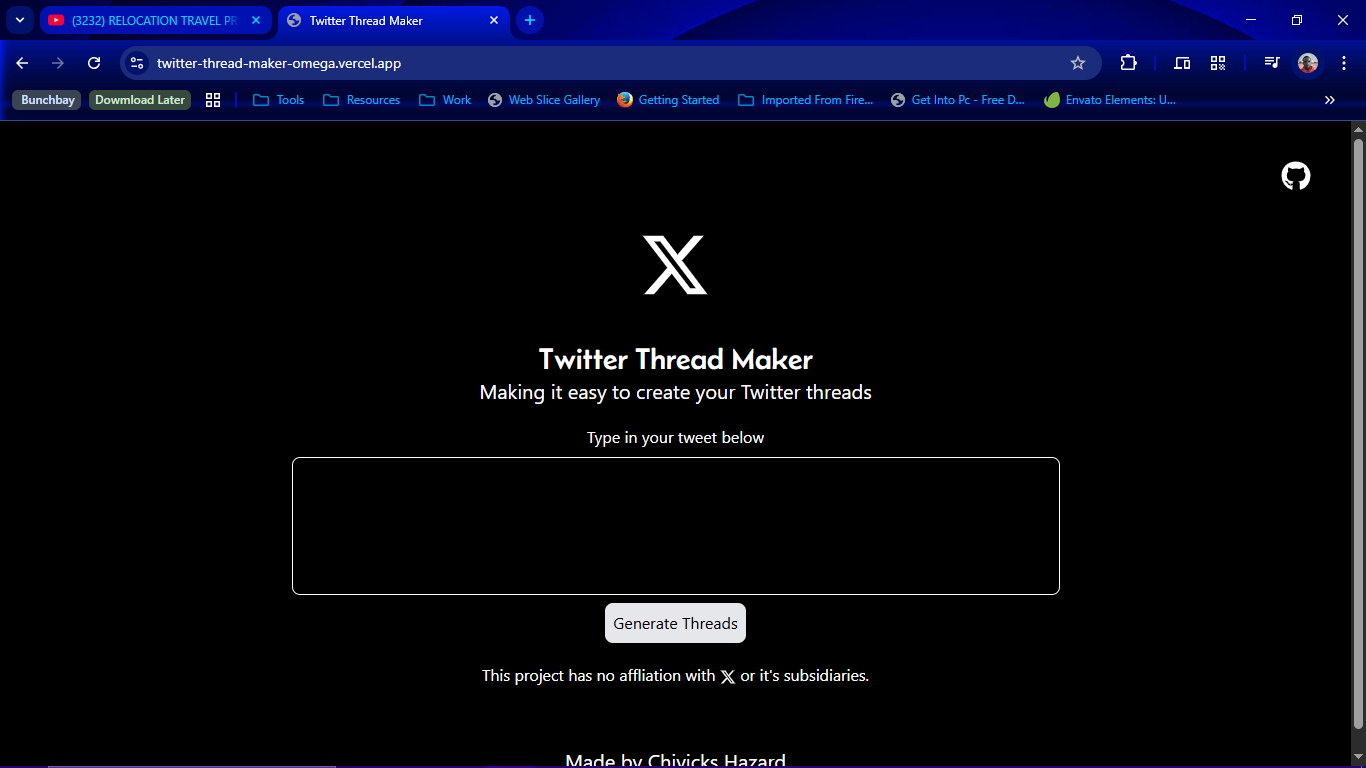 (3232) RELOCATION TRAVEL PR
Twitter Thread Maker
twitter-thread-maker-omega.vercel.app
Bunchbay
Download Later
Tools
Resources
Work
Web Slice Gallery
Getting Started
Imported From Fire...
Get Into Pc - Free D...
Envato Elements: U...
Twitter Thread Maker
Making it easy to create your Twitter threads
Type in your tweet below
Generate Threads
This project has no affliation with X or it's subsidiaries.
Made by Chivicks Hazard